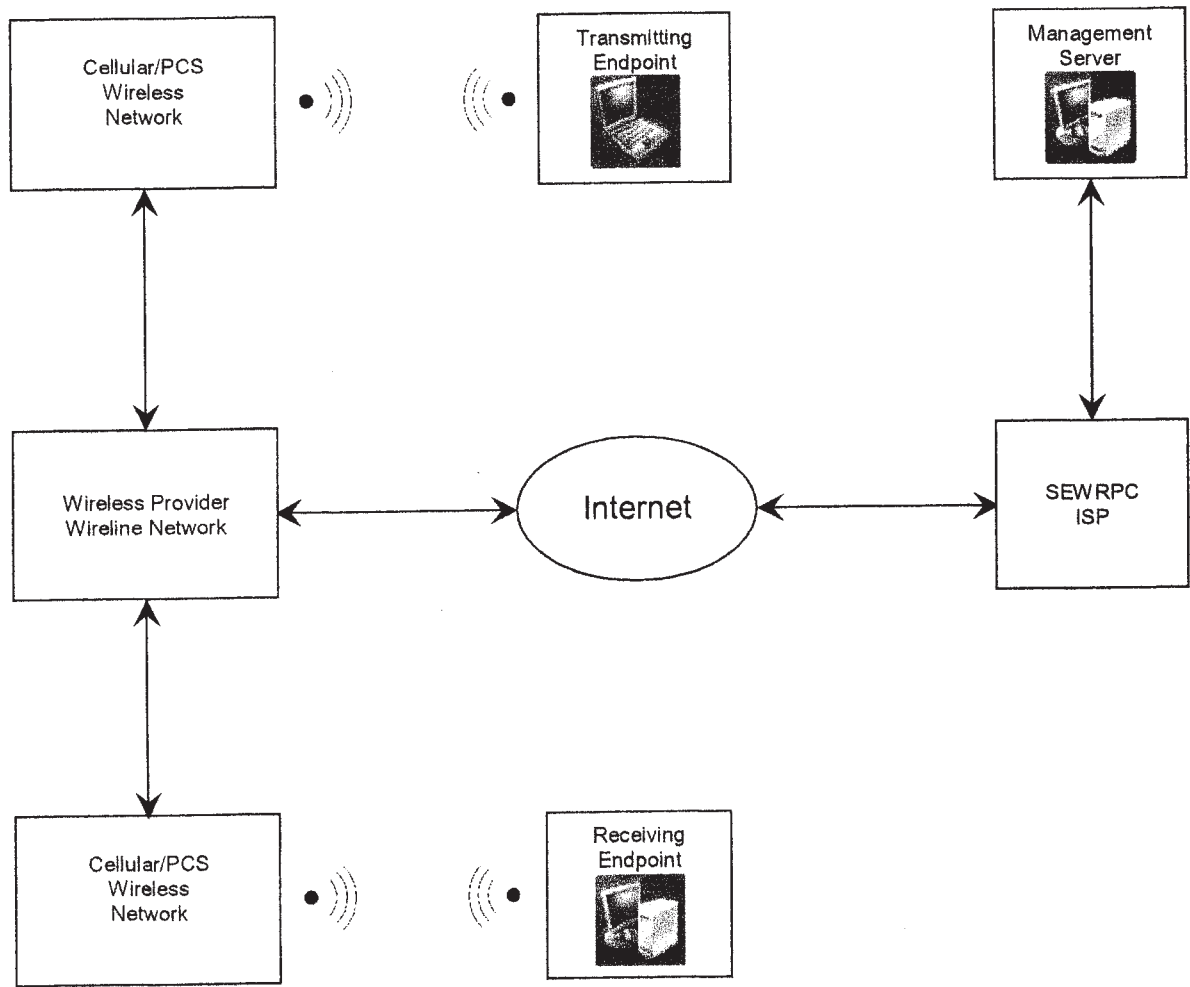 Cellular/PCS
Wireless
Network
Transmitting
Endpoint
Management
Server
Wireless Provider
Wireline Network
Internet
SEWRPC
ISP
Cellular/PCS
Wireless
Network
Receiving
Endpoint